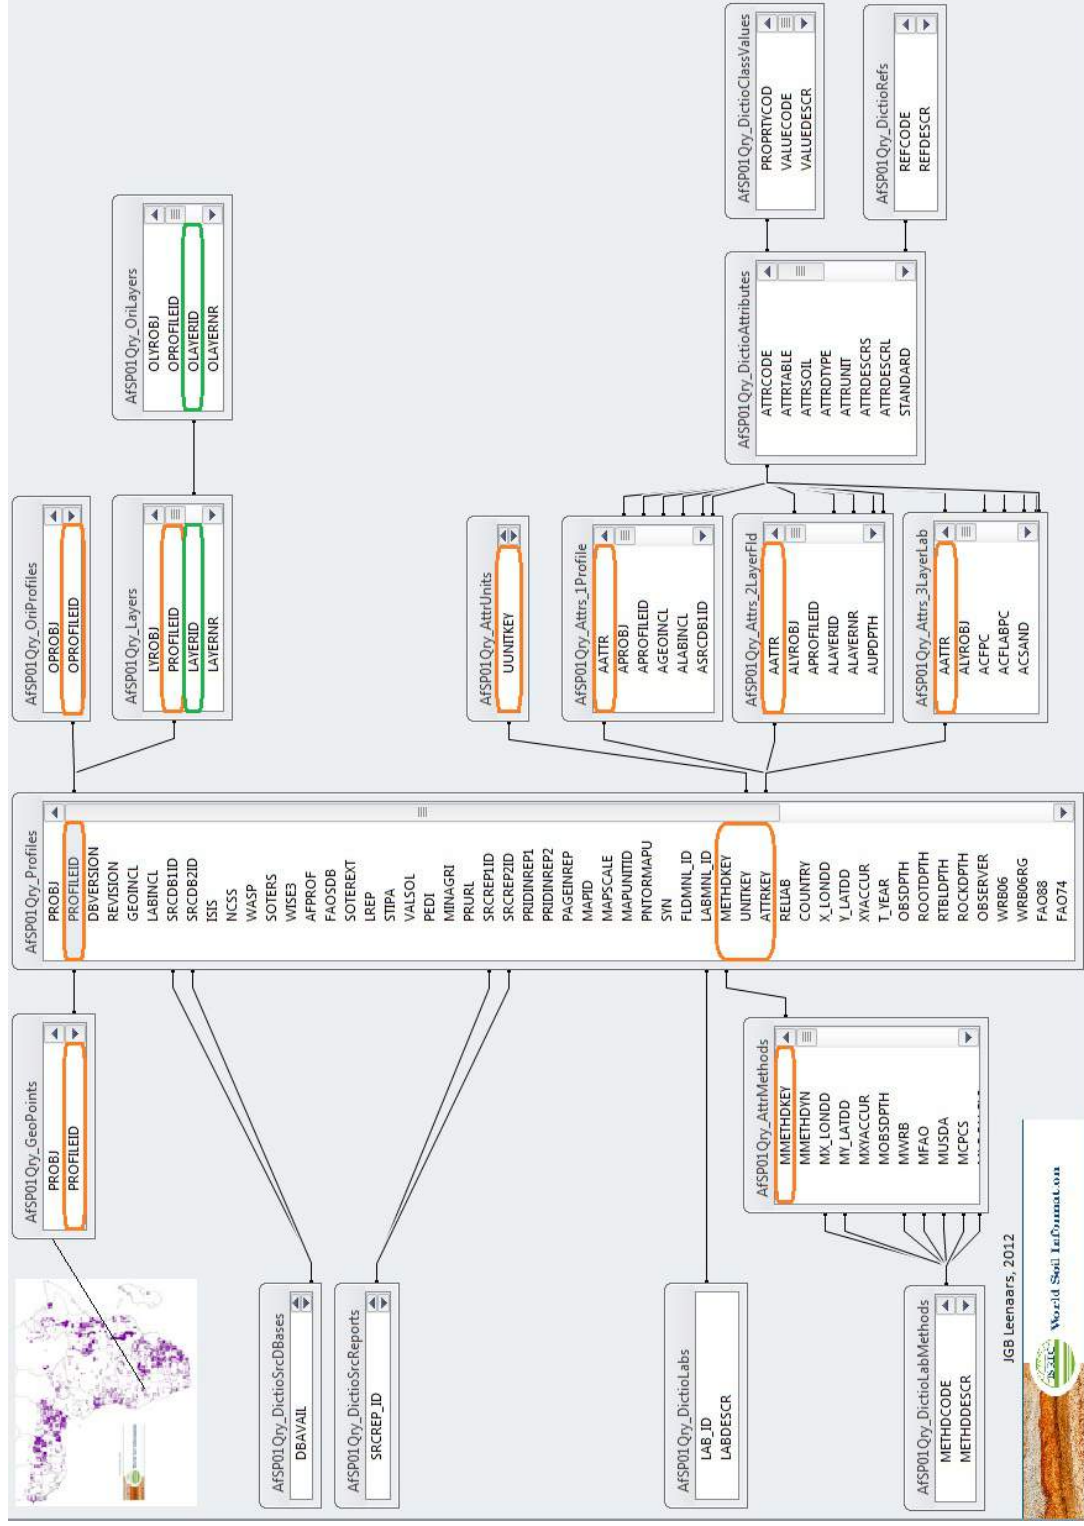 AfSP01Qry_GeoPoints
PROBJ
PROFILEID
AfSP01Qry_DictioSrcDBases
DBAVAIL
AfSP01Qry_DictioSrcReports
SRCREP_ID
AfSP01Qry_DictioLabs
LAB_ID
LABDESCR
AfSP01Qry_DictioLabMethods
METHDCODE
METHDDESCR
AfSP01Qry_AttrMethods
MMETHDKEY
MMETHDYN
MX_LONDD
MY_LATDD
MXYACCUR
MOBSDPTH
MWRB
MFAO
MUSDA
MCPCS
AfSP01Qry_Profiles
PROBJ
PROFILEID
DBVERSION
REVISION
GEOINCL
LABINCL
SRCDB1ID
SRCDB2ID
ISIS
NCSS
WASP
SOTERS
WISE3
AFPROF
FAOSDB
SOTEREXT
LREP
STIPA
VALSOL
PEDI
MINAGRI
PRURL
SRCREP1ID
SRCREP2ID
PRIDINREP1
PRIDINREP2
PAGEINREP
MAPID
MAPSCALE
MAPUNITID
PNTORMAPU
SYN
FLDMNL_ID
LABMNL_ID
METHDKEY
UNITKEY
ATTRKEY
RELIAB
COUNTRY
X_LONDD
Y_LATDD
XYACCUR
T_YEAR
OBSDPTH
ROOTDPTH
RTBLDPTH
ROCKDPTH
OBSERVER
WRB06
WRB06RG
FAO88
FAO74
AfSP01Qry_OriProfiles
OPROBJ
OPROFILEID
AfSP01Qry_Layers
LYROBJ
PROFILEID
LAYERID
LAYERNR
AfSP01Qry_OriLayers
OLYROBJ
OPROFILEID
OLAYERID
OLAYERNR
AfSP01Qry_AttrUnits
UUNITKEY
AfSP01Qry_Attrs_1Profile
AATTR
APROBJ
APROFILEID
AGEOINCL
ALABINCL
ASRCDB1ID
AfSP01Qry_Attrs_2LayerFld
AATTR
ALYROBJ
APROFILEID
ALAYERID
ALAYERNR
AUPDPTH
AfSP01Qry_Attrs_3LayerLab
AATTR
ALYROBJ
ACFPC
ACFLABPC
ACSAND
AfSP01Qry_DictioAttributes
ATTRCODE
ATTRTABLE
ATTRSOIL
ATTRDTYPE
ATTRUNIT
ATTRDESCRS
ATTRDESCRL
STANDARD
AfSP01Qry_DictioClassValues
PROPRTYCOD
VALUECODE
VALUEDESCR
AfSP01Qry_DictioRefs
REFCODE
REFDESCR
JGB Leenaars, 2012
ISRIC World Soil Information